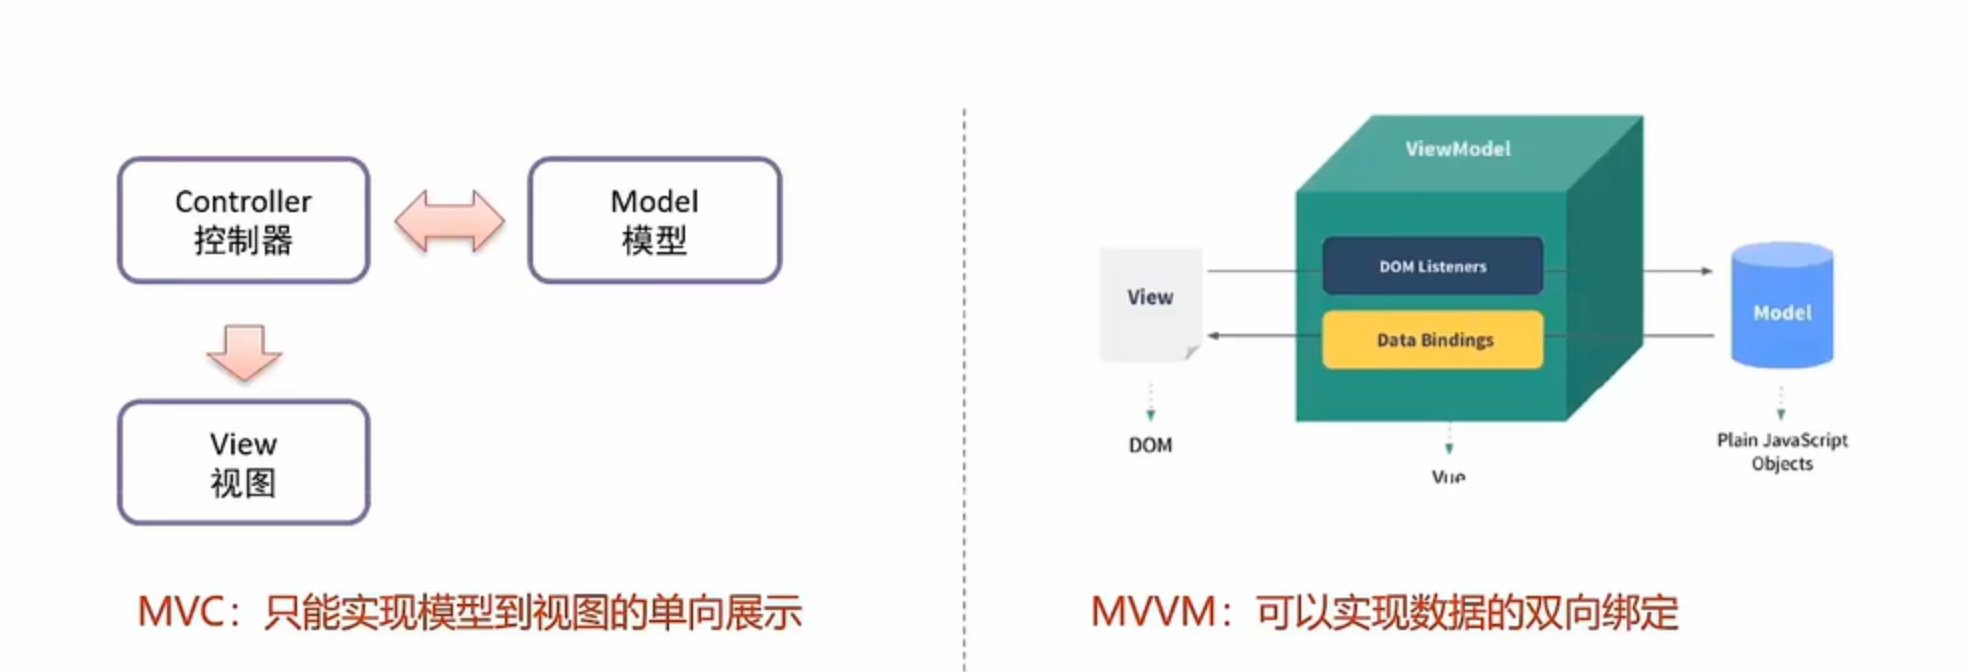 Controller
控制器
Model
模型
View
视图
MVC：只能实现模型到视图的单向展示
ViewModel
DOM Listeners
Data Bindings
View
Model
DOM
Vue
Plain JavaScript
Objects
MVVM：可以实现数据的双向绑定